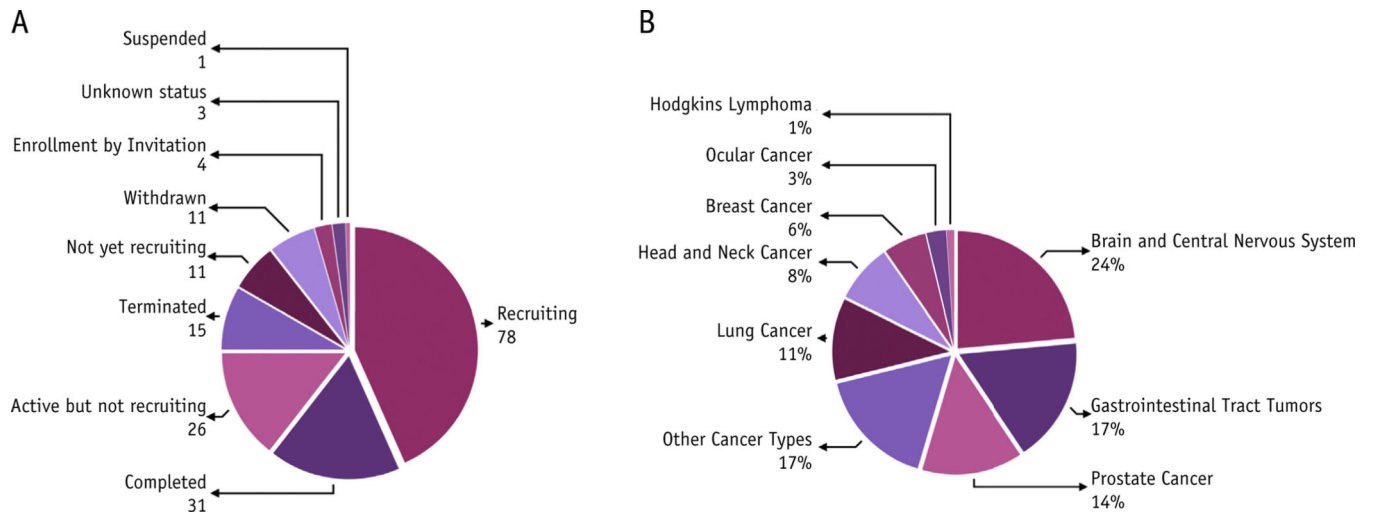 A
Suspended
1
Unknown status
3
Enrollment by Invitation
4
Withdrawn
11
Not yet recruiting
11
Terminated
15
Active but not recruiting
26
Completed
31
Recruiting
78
B
Hodgkins Lymphoma
1%
Ocular Cancer
3%
Breast Cancer
6%
Head and Neck Cancer
8%
Lung Cancer
11%
Other Cancer Types
17%
Brain and Central Nervous System
24%
Gastrointestinal Tract Tumors
17%
Prostate Cancer
14%